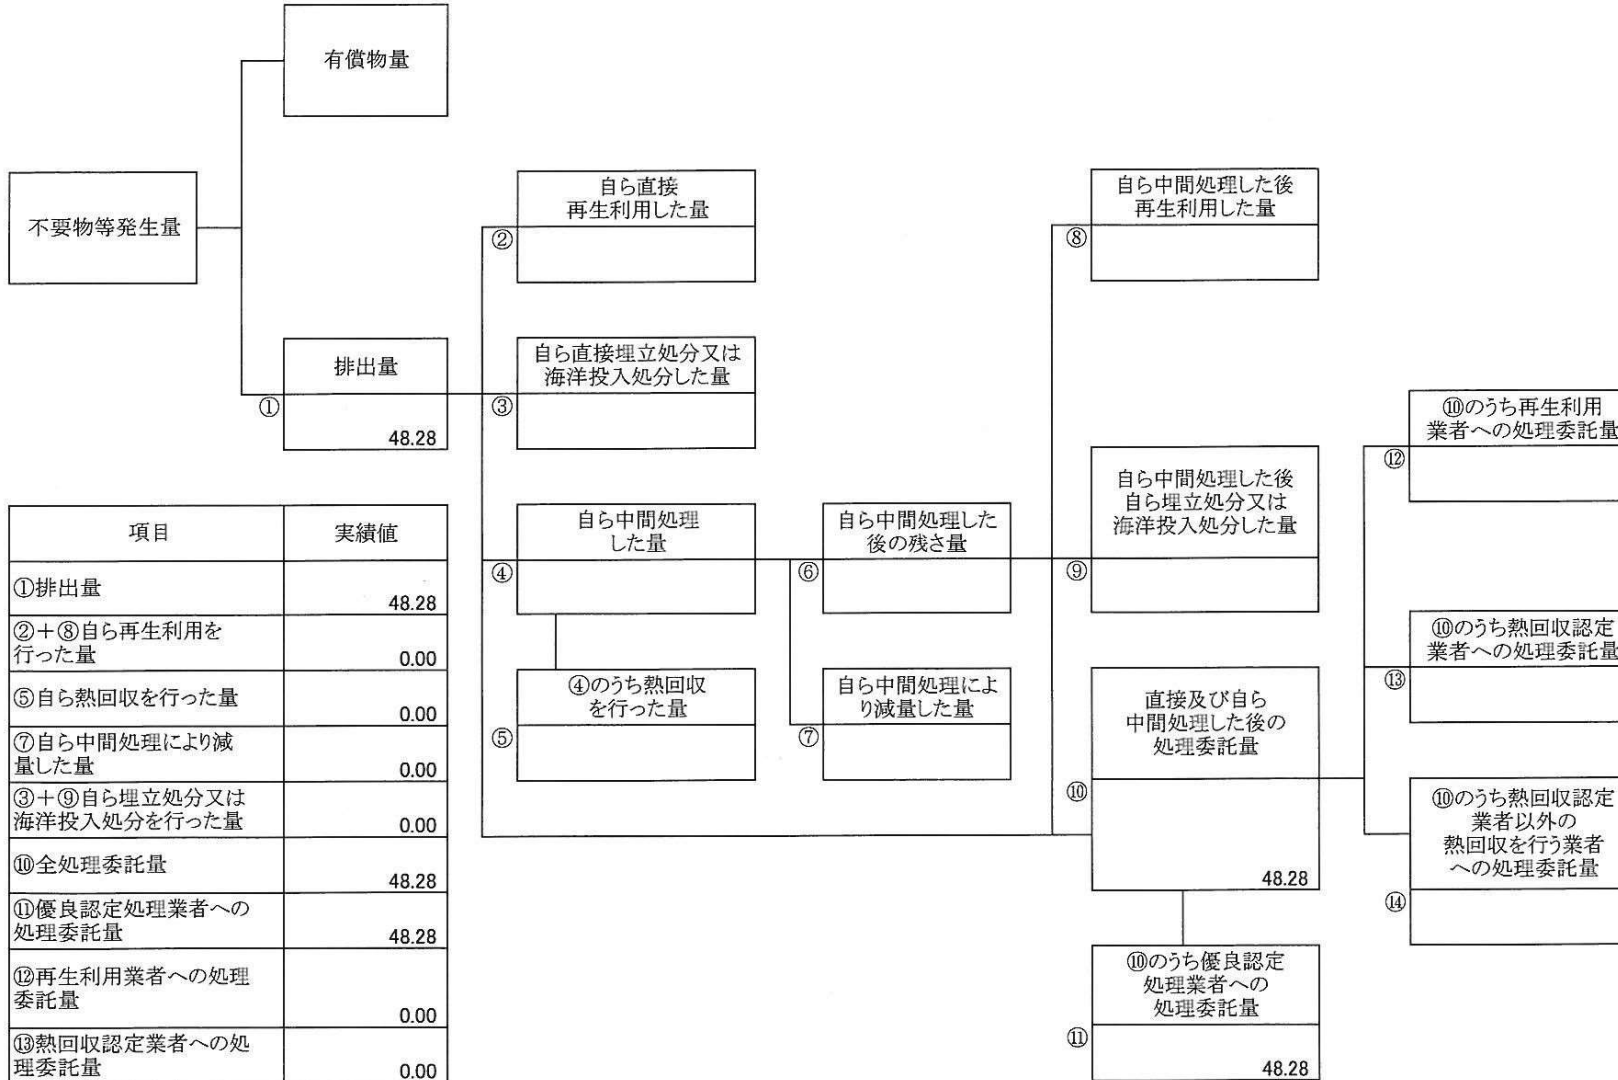 有償物量
不要物等発生量
自ら直接
再生利用した量
②
自ら中間処理した後
再生利用した量
⑧
排出量
①
48.28
自ら直接埋立処分又は
海洋投入処分した量
③
⑩のうち再生利用
業者への処理委託量
⑫
自ら中間処理
した量
④
自ら中間処理した
後の残さ量
⑥
自ら中間処理した後
自ら埋立処分又は
海洋投入処分した量
⑨
⑩のうち熱回収認定
業者への処理委託量
⑬
④のうち熱回収
を行った量
⑤
自ら中間処理によ
り減量した量
⑦
直接及び自ら
中間処理した後の
処理委託量
⑩
48.28
⑩のうち熱回収認定
業者以外の
熱回収を行う業者
への処理委託量
⑭
⑩のうち優良認定
処理業者への
処理委託量
⑪
48.28
項目 実績値
①排出量 48.28
②+⑧自ら再生利用を
行った量 0.00
⑤自ら熱回収を行った量 0.00
⑦自ら中間処理により減
量した量 0.00
③+⑨自ら埋立処分又は
海洋投入処分を行った量 0.00
⑩全処理委託量 48.28
⑪優良認定処理業者への
処理委託量 48.28
⑫再生利用業者への処理
委託量 0.00
⑬熱回収認定業者への処
理委託量 0.00